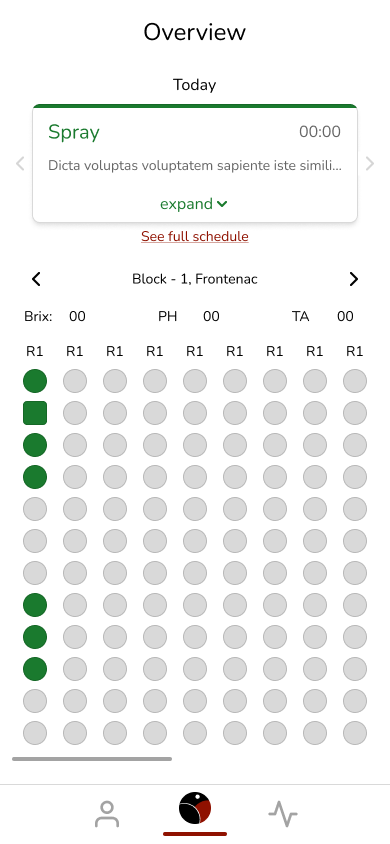 Overview
Today
Spray 00:00
Dicta voluptas voluptatem sapiente iste simili...
expand
See full schedule
Block - 1, Frontenac
Brix: 00 PH 00 TA 00
R1 R1 R1 R1 R1 R1 R1 R1 R1